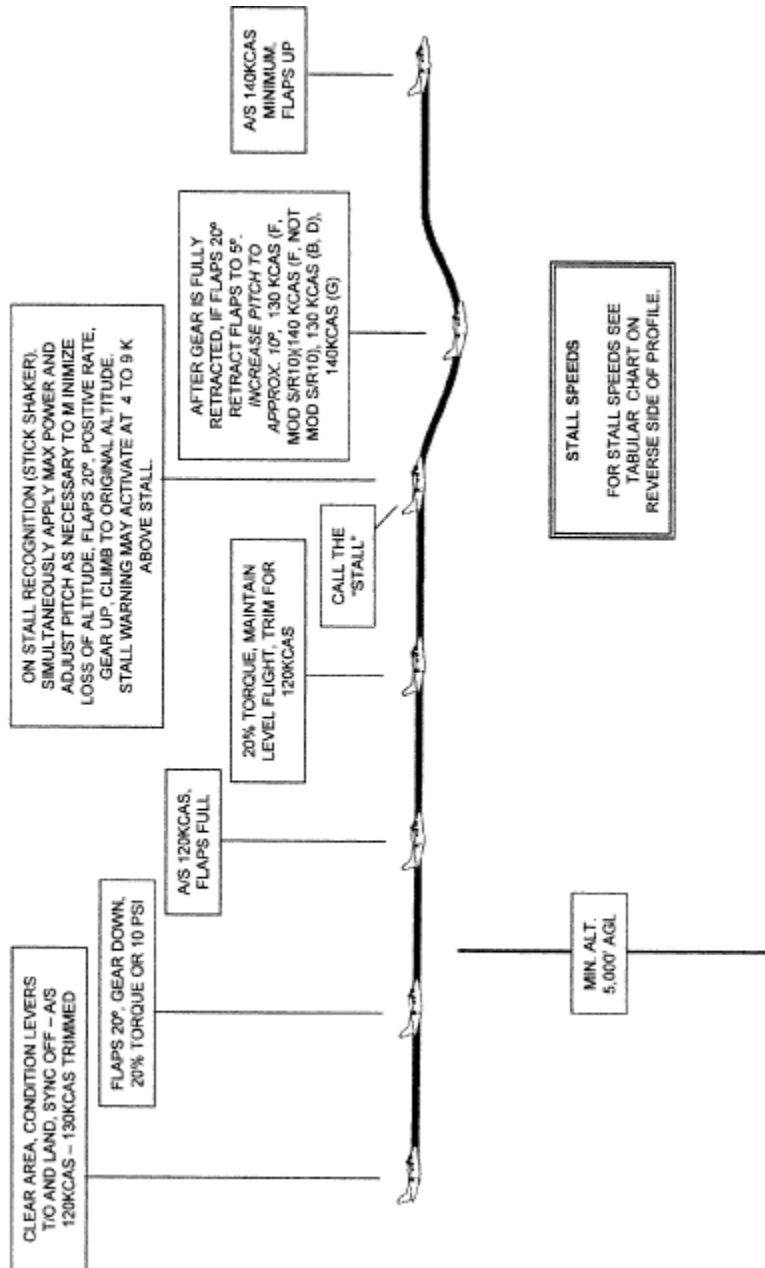 CLEAR AREA, CONDITION LEVERS
T/O AND LAND, SYNC OFF – A/S
120KCAS – 130KCAS TRIMMED
FLAPS 20º, GEAR DOWN,
20% TORQUE OR 10 PSI
A/S 120KCAS,
FLAPS FULL
20% TORQUE, MAINTAIN
LEVEL FLIGHT, TRIM FOR
120KCAS
CALL THE
"STALL"
ON STALL RECOGNITION (STICK SHAKER).
SIMULTANEOUSLY APPLY MAX POWER AND
ADJUST PITCH AS NECESSARY TO M INIMIZE
LOSS OF ALTITUDE, FLAPS 20º, POSITIVE RATE,
GEAR UP, CLIMB TO ORIGINAL ALTITUDE.
STALL WARNING MAY ACTIVATE AT 4 TO 9 K
ABOVE STALL.
AFTER GEAR IS FULLY
RETRACTED, IF FLAPS 20º
RETRACT FLAPS TO 5º.
INCREASE PITCH TO
APPROX. 10º, 130 KCAS (F,
MOD S/R10)(140 KCAS (F, NOT
MOD S/R10), 130 KCAS (B, D),
140KCAS (G)
A/S 140KCAS
MINIMUM,
FLAPS UP
MIN. ALT.
5,000' AGL
STALL SPEEDS
FOR STALL SPEEDS SEE
TABULAR CHART ON
REVERSE SIDE OF PROFILE.